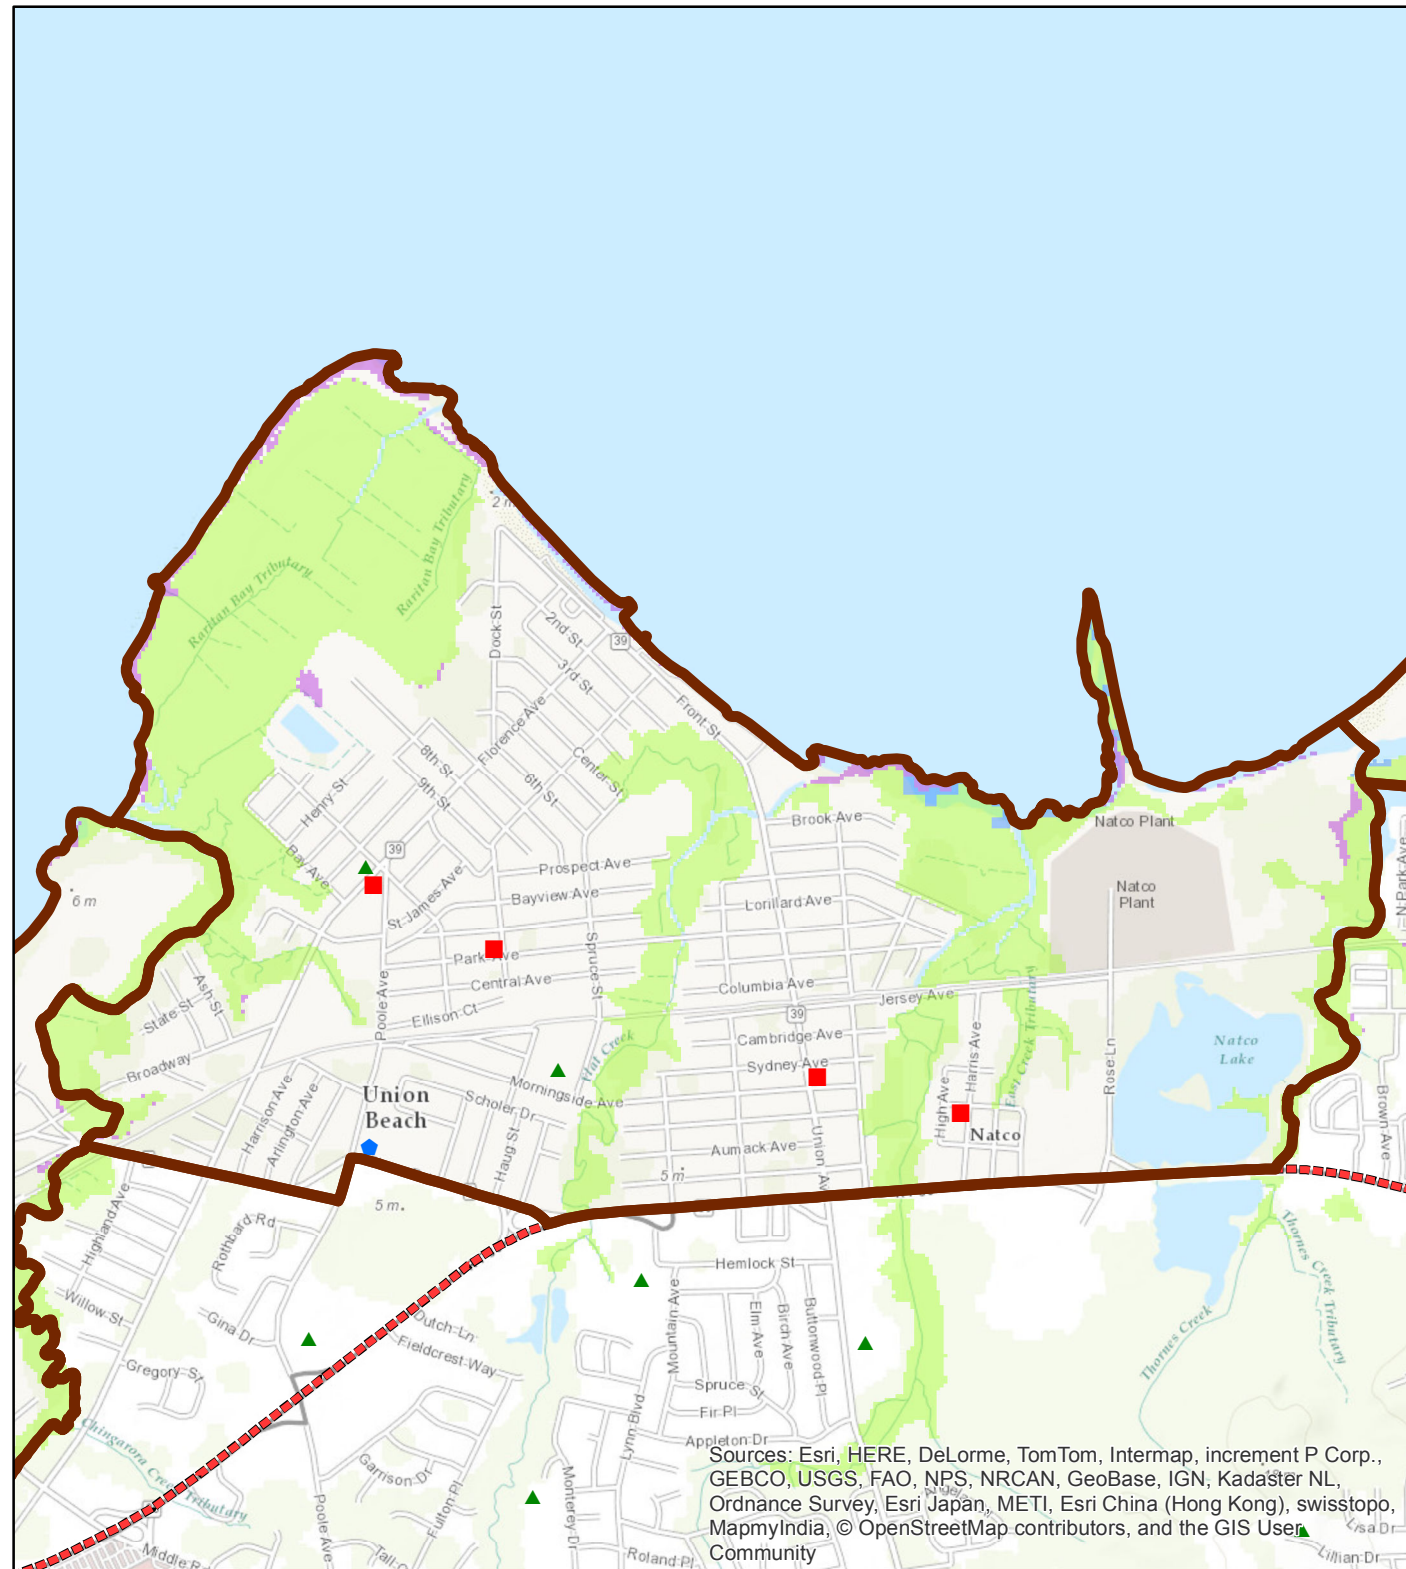 2 m
Raritan Bay Tributary
Raritan Bay Tributary
Dock St
2nd St
39
3rd St
Front St
Florence Ave
8th St
9th St
6th St
Center St
Henry St
Bay Ave
39
St James Ave
Prospect Ave
Bayview Ave
Brook Ave
Lorillard Ave
Natco Plant
Natco
Plant
N Park Ave
6 m
Park Ave
Central Ave
Spruce St
Ellison Ct
Poole Ave
Columbia Ave
Jersey Ave
39
Cambridge Ave
Sydney Ave
Ash St
State St
Broadway
Flat Creek
East Creek Tributary
Harris Ave
High Ave
Rose Ln
Natco
Lake
Brown Ave
Harrison Ave
Arlington Ave
Union
Beach
Morningside Ave
Scholer Dr
Haug St
Aumack Ave
Union Av
Natco
5 m
5 m
Highland Ave
Rothbard Rd
Willow St
Gina Dr
Gregory St
Dutch Ln
Fieldcrest Way
Hemlock St
Mountain Ave
Elm Ave
Birch Ave
Buttonwood Pl
Spruce St
Fir Pl
Appleton Dr
Lynn Blvd
Thornes Creek
Thornes Creek Tributary
Chingarora Creek Tributary
Garrison Dr
Fulton Pl
Poole Ave
Monterey Dr
Roland Pl
Middle R
Lisa Dr
Lillian Dr
Sources: Esri, HERE, DeLorme, TomTom, Intermap, increment P Corp.,
GEBCO, USGS, FAO, NPS, NRCAN, GeoBase, IGN, Kadaster NL,
Ordnance Survey, Esri Japan, METI, Esri China (Hong Kong), swisstopo,
MapmyIndia, © OpenStreetMap contributors, and the GIS User
Community